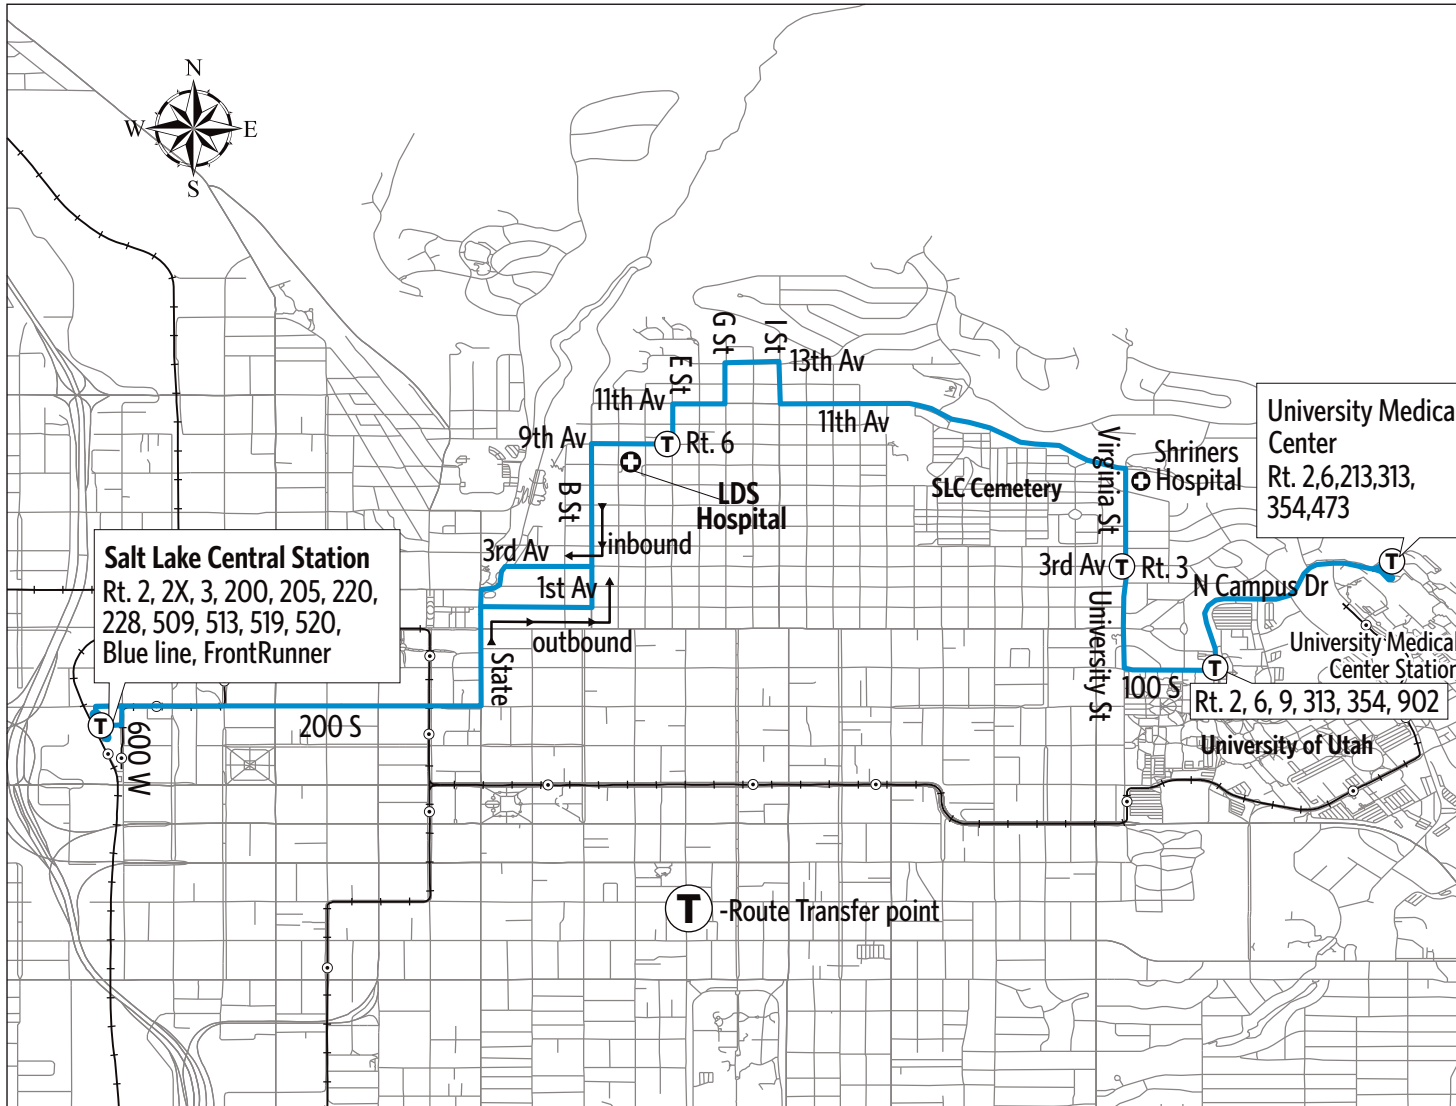 N
W
E
S
G St
I St
13th Av
E St
11th Av
11th Av
9th Av
T
Rt. 6
B St
LDS
Hospital
Virginia St
Shriners
Hospital
SLC Cemetery
University Medica
Center
Rt. 2,6,213,313,
354,473
T
Salt Lake Central Station
Rt. 2, 2X, 3, 200, 205, 220,
228, 509, 513, 519, 520,
Blue line, FrontRunner
T
3rd Av
inbound
1st Av
outbound
State
3rd Av
T
Rt. 3
N Campus Dr
University St
University Medica
Center Station
100 S
T
Rt. 2, 6, 9, 313, 354, 902
University of Utah
200 S
600 W
T
-Route Transfer point